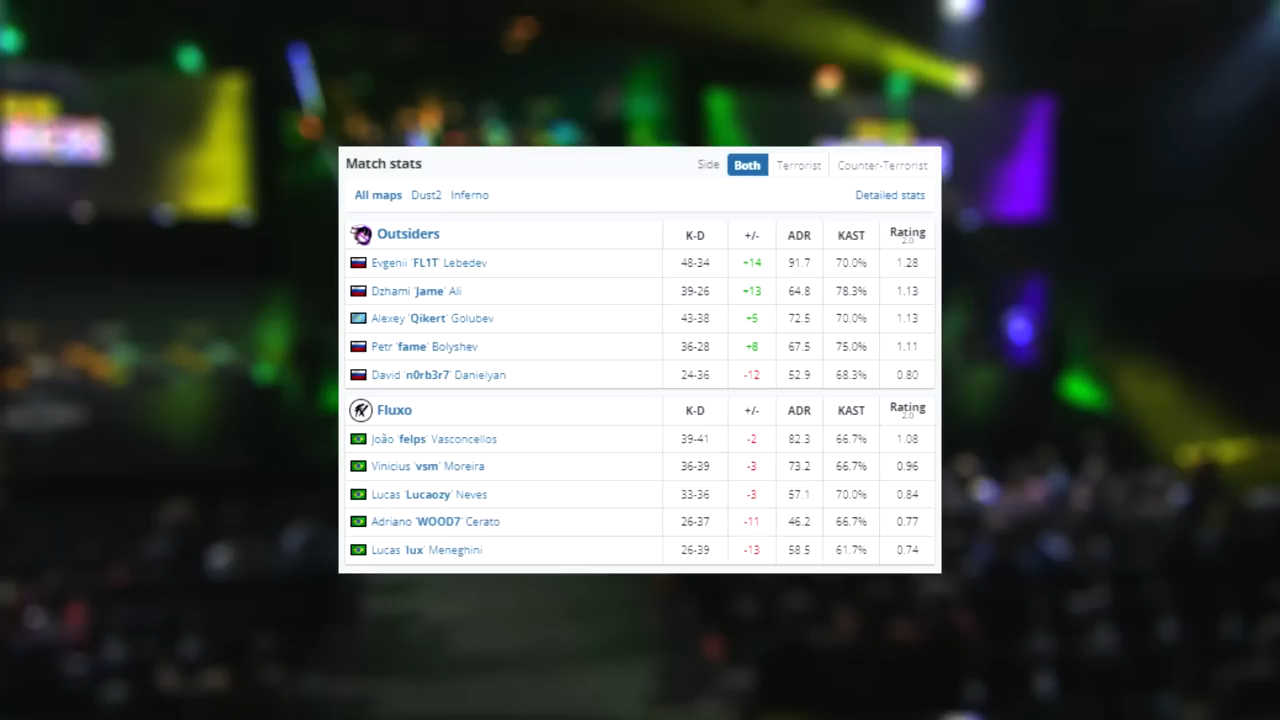 Match stats Side Both Terrorist Counter-Terrorist
All maps Dust2 Inferno Detailed stats
Outsiders K-D +/- ADR KAST Rating 2.0
Evgenii 'FL1T' Lebedev 48-34 +14 91.7 70.0% 1.28
Dzhami 'Jame' Ali 39-26 +13 64.8 78.3% 1.13
Alexey 'Qikert' Golubev 43-38 +5 72.5 70.0% 1.13
Petr 'fame' Bolyshev 36-28 +8 67.5 75.0% 1.11
David 'n0rb3r7' Danielyan 24-36 -12 52.9 68.3% 0.80
Fluxo K-D +/- ADR KAST Rating 2.0
João 'felps' Vasconcellos 39-41 -2 82.3 66.7% 1.08
Vinicius 'vsm' Moreira 36-39 -3 73.2 66.7% 0.96
Lucas 'Lucaozy' Neves 33-36 -3 57.1 70.0% 0.84
Adriano 'WOOD7' Cerato 26-37 -11 46.2 66.7% 0.77
Lucas 'lux' Meneghini 26-39 -13 58.5 61.7% 0.74